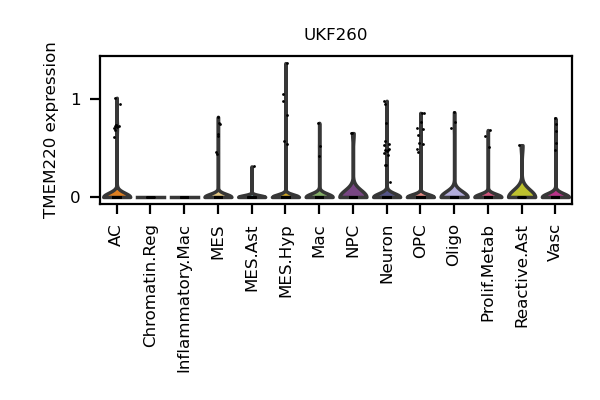 UKF260
TMEM220 expression
1
0
AC
Chromatin.Reg
Inflammatory.Mac
MES
MES.Ast
MES.Hyp
Mac
NPC
Neuron
OPC
Oligo
Prolif.Metab
Reactive.Ast
Vasc